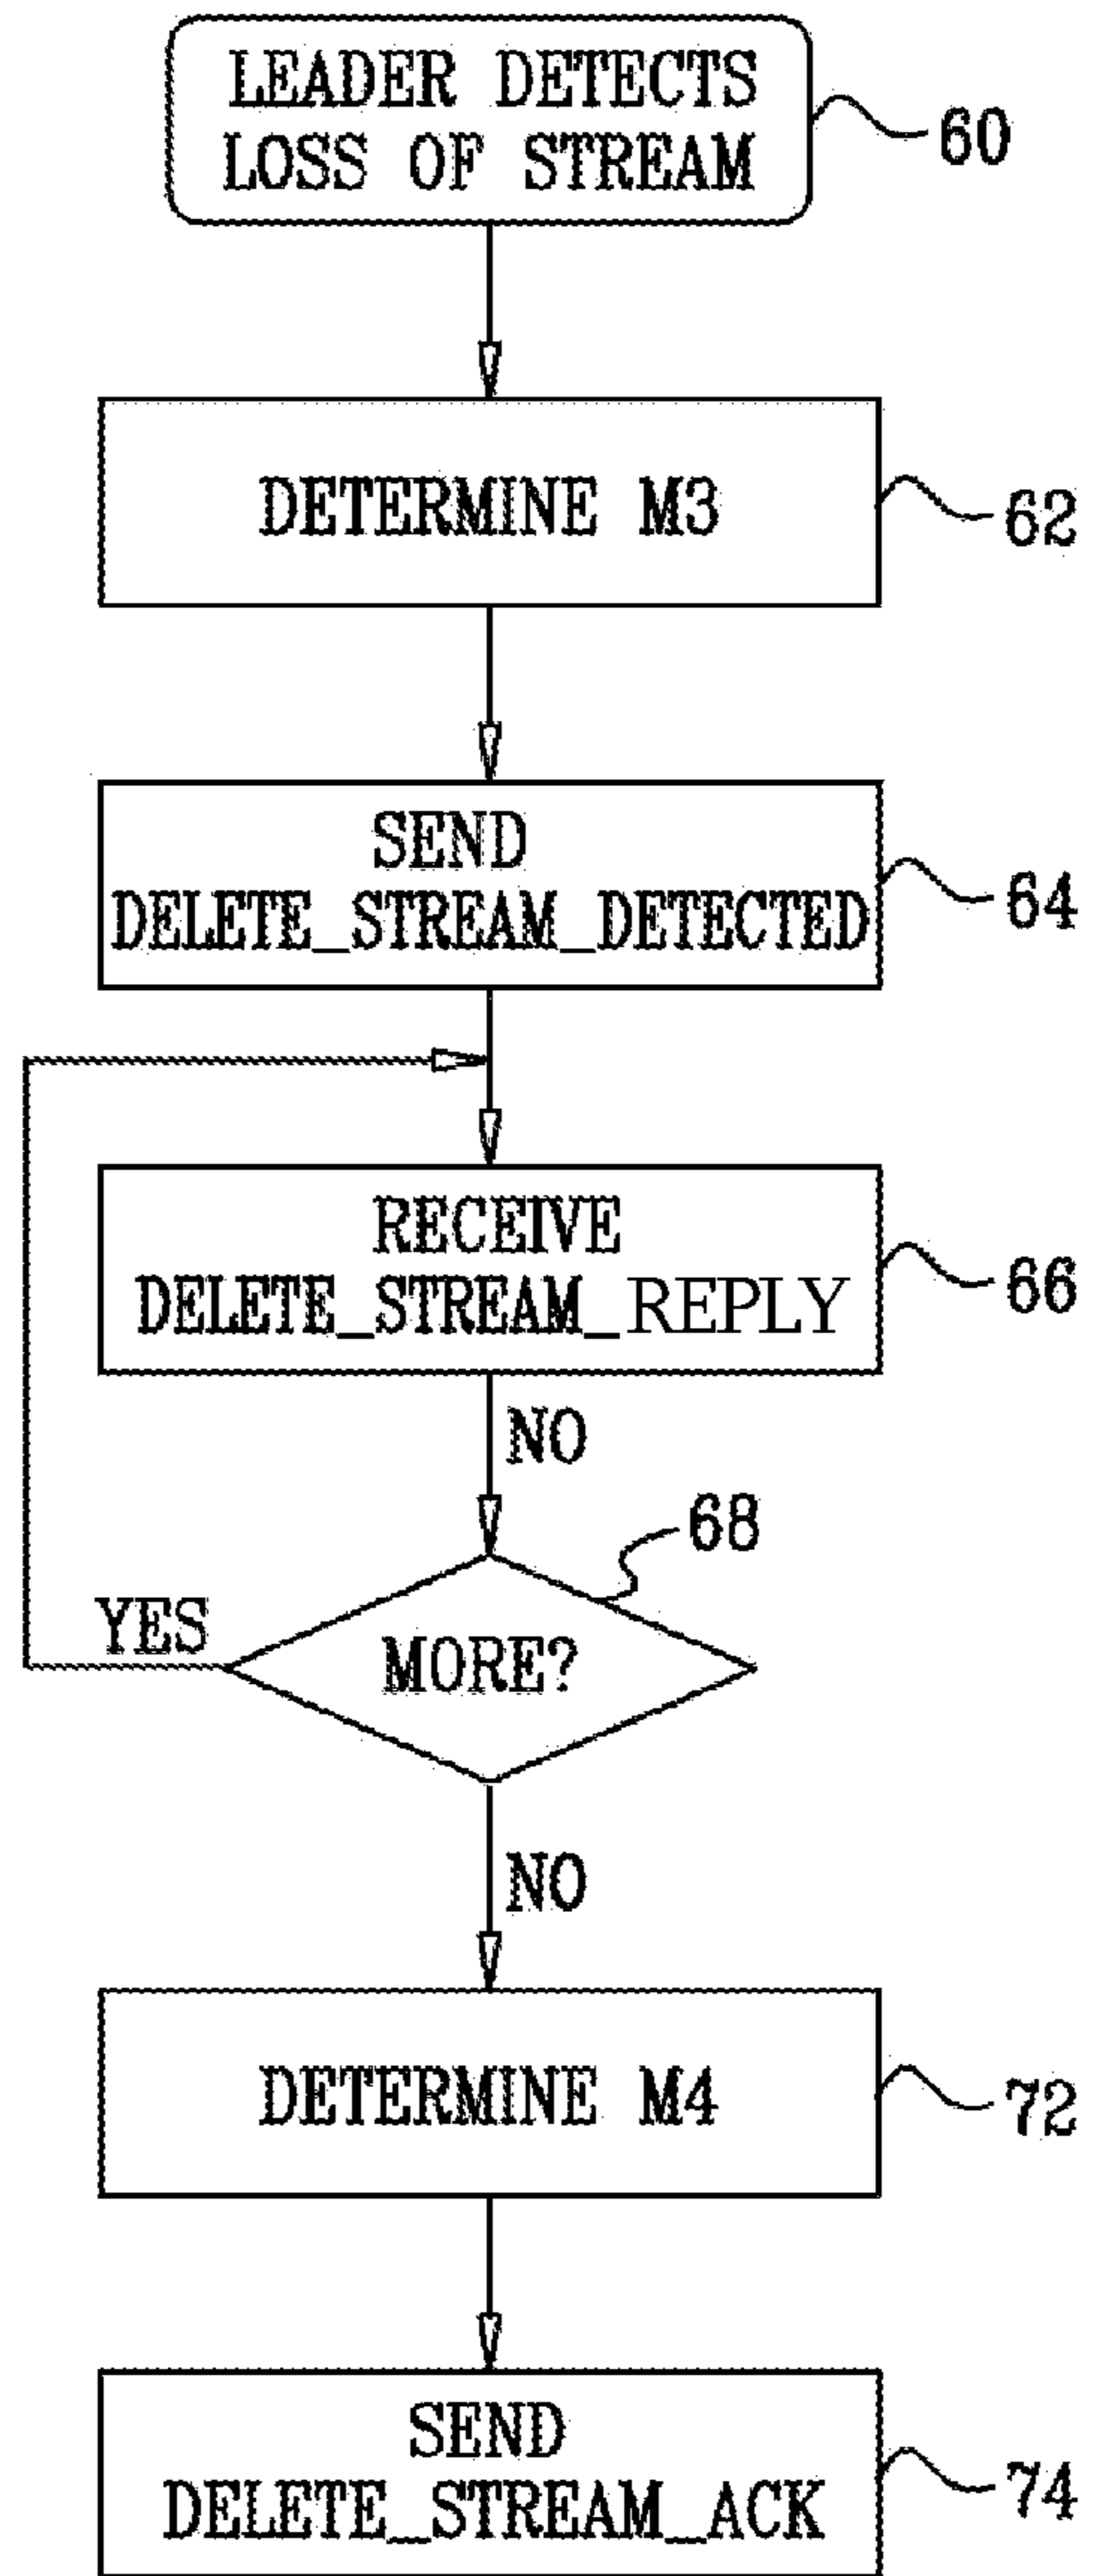 LEADER DETECTS
LOSS OF STREAM
60
DETERMINE M3
62
SEND
DELETE_STREAM_DETECTED
64
RECEIVE
DELETE_STREAM_REPLY
66
NO
68
MORE?
YES
NO
DETERMINE M4
72
SEND
DELETE_STREAM_ACK
74